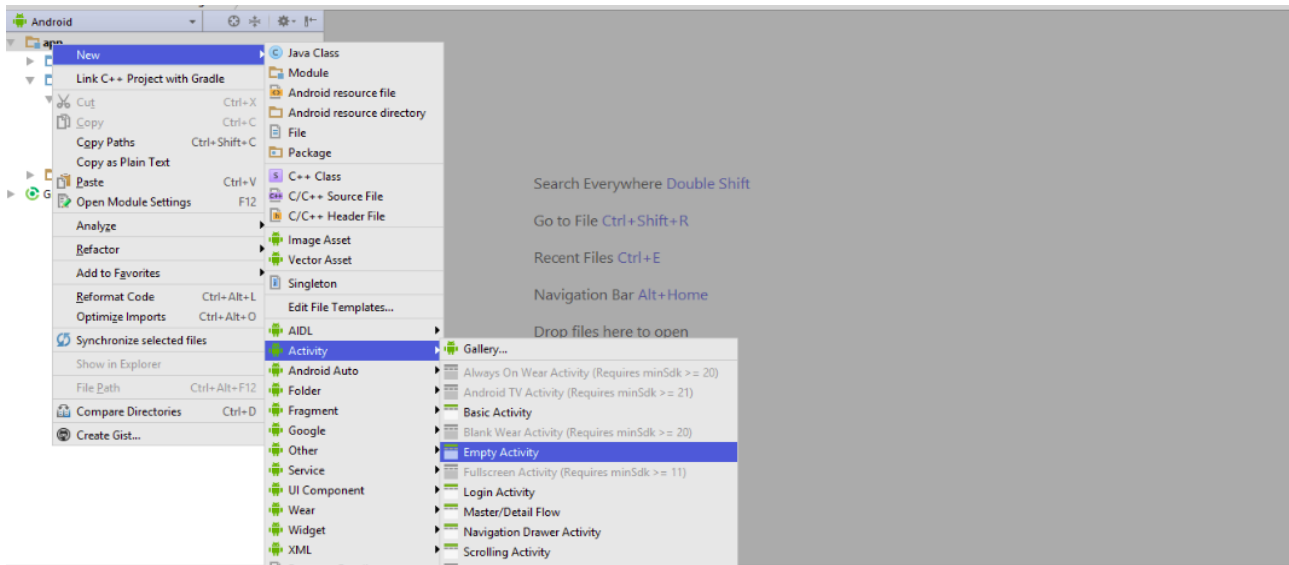 Android
app
New
Link C++ Project with Gradle
Cut Ctrl+X
Copy Ctrl+C
Copy Paths Ctrl+Shift+C
Copy as Plain Text
Paste Ctrl+V
Open Module Settings F12
Analyze
Refactor
Add to Favorites
Reformat Code Ctrl+Alt+L
Optimize Imports Ctrl+Alt+O
Synchronize selected files
Show in Explorer
File Path Ctrl+Alt+F12
Compare Directories Ctrl+D
Create Gist...
G
Java Class
Module
Android resource file
Android resource directory
File
Package
C++ Class
C/C++ Source File
C/C++ Header File
Image Asset
Vector Asset
Singleton
Edit File Templates...
AIDL
Activity
Android Auto
Folder
Fragment
Google
Other
Service
UI Component
Wear
Widget
XML
Gallery...
Always On Wear Activity (Requires minSdk >= 20)
Android TV Activity (Requires minSdk >= 21)
Basic Activity
Blank Wear Activity (Requires minSdk >= 20)
Empty Activity
Fullscreen Activity (Requires minSdk >= 11)
Login Activity
Master/Detail Flow
Navigation Drawer Activity
Scrolling Activity
Search Everywhere Double Shift
Go to File Ctrl+Shift+R
Recent Files Ctrl+E
Navigation Bar Alt+Home
Drop files here to open